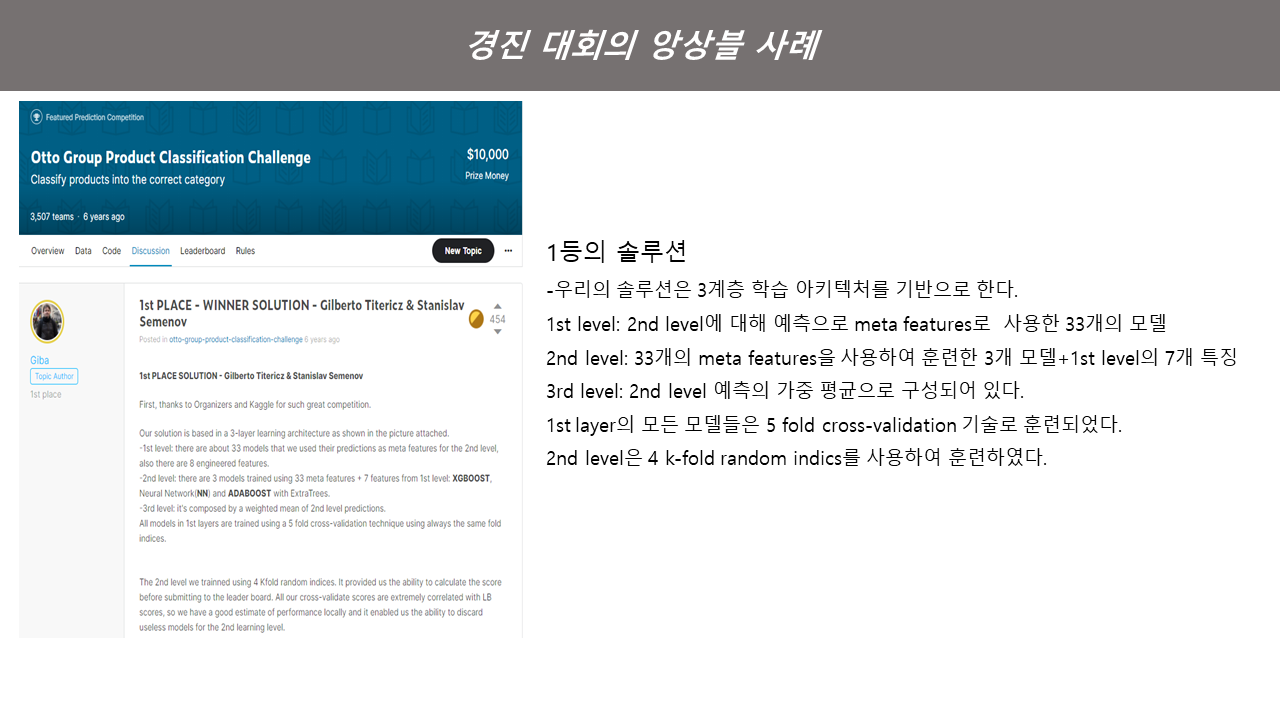 경진 대회의 앙상블 사례
Featured Prediction Competition
Otto Group Product Classification Challenge
Classify products into the correct category
$10,000
Prize Money
3,507 teams · 6 years ago
Overview Data Code Discussion Leaderboard Rules New Topic ···
1st PLACE - WINNER SOLUTION - Gilberto Titericz & Stanislav
Semenov
454
Posted in otto-group-product-classification-challenge 6 years ago
Giba
Topic Author
1st place
1st PLACE SOLUTION - Gilberto Titericz & Stanislav Semenov
First, thanks to Organizers and Kaggle for such great competition.
Our solution is based in a 3-layer learning architecture as shown in the picture attached.
-1st level: there are about 33 models that we used their predictions as meta features for the 2nd level,
also there are 8 engineered features.
-2nd level: there are 3 models trained using 33 meta features + 7 features from 1st level: XGBOOST,
Neural Network(NN) and ADABOOST with ExtraTrees.
-3rd level: it's composed by a weighted mean of 2nd level predictions.
All models in 1st layers are trained using a 5 fold cross-validation technique using always the same fold
indices.
The 2nd level we trainned using 4 Kfold random indices. It provided us the ability to calculate the score
before submitting to the leader board. All our cross-validate scores are extremely correlated with LB
scores, so we have a good estimate of performance locally and it enabled us the ability to discard
useless models for the 2nd learning level.
1등의 솔루션
-우리의 솔루션은 3계층 학습 아키텍처를 기반으로 한다.
1st level: 2nd level에 대해 예측으로 meta features로 사용한 33개의 모델
2nd level: 33개의 meta features을 사용하여 훈련한 3개 모델+1st level의 7개 특징
3rd level: 2nd level 예측의 가중 평균으로 구성되어 있다.
1st layer의 모든 모델들은 5 fold cross-validation 기술로 훈련되었다.
2nd level은 4 k-fold random indics를 사용하여 훈련하였다.